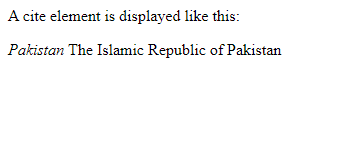 A cite element is displayed like this:
Pakistan The Islamic Republic of Pakistan